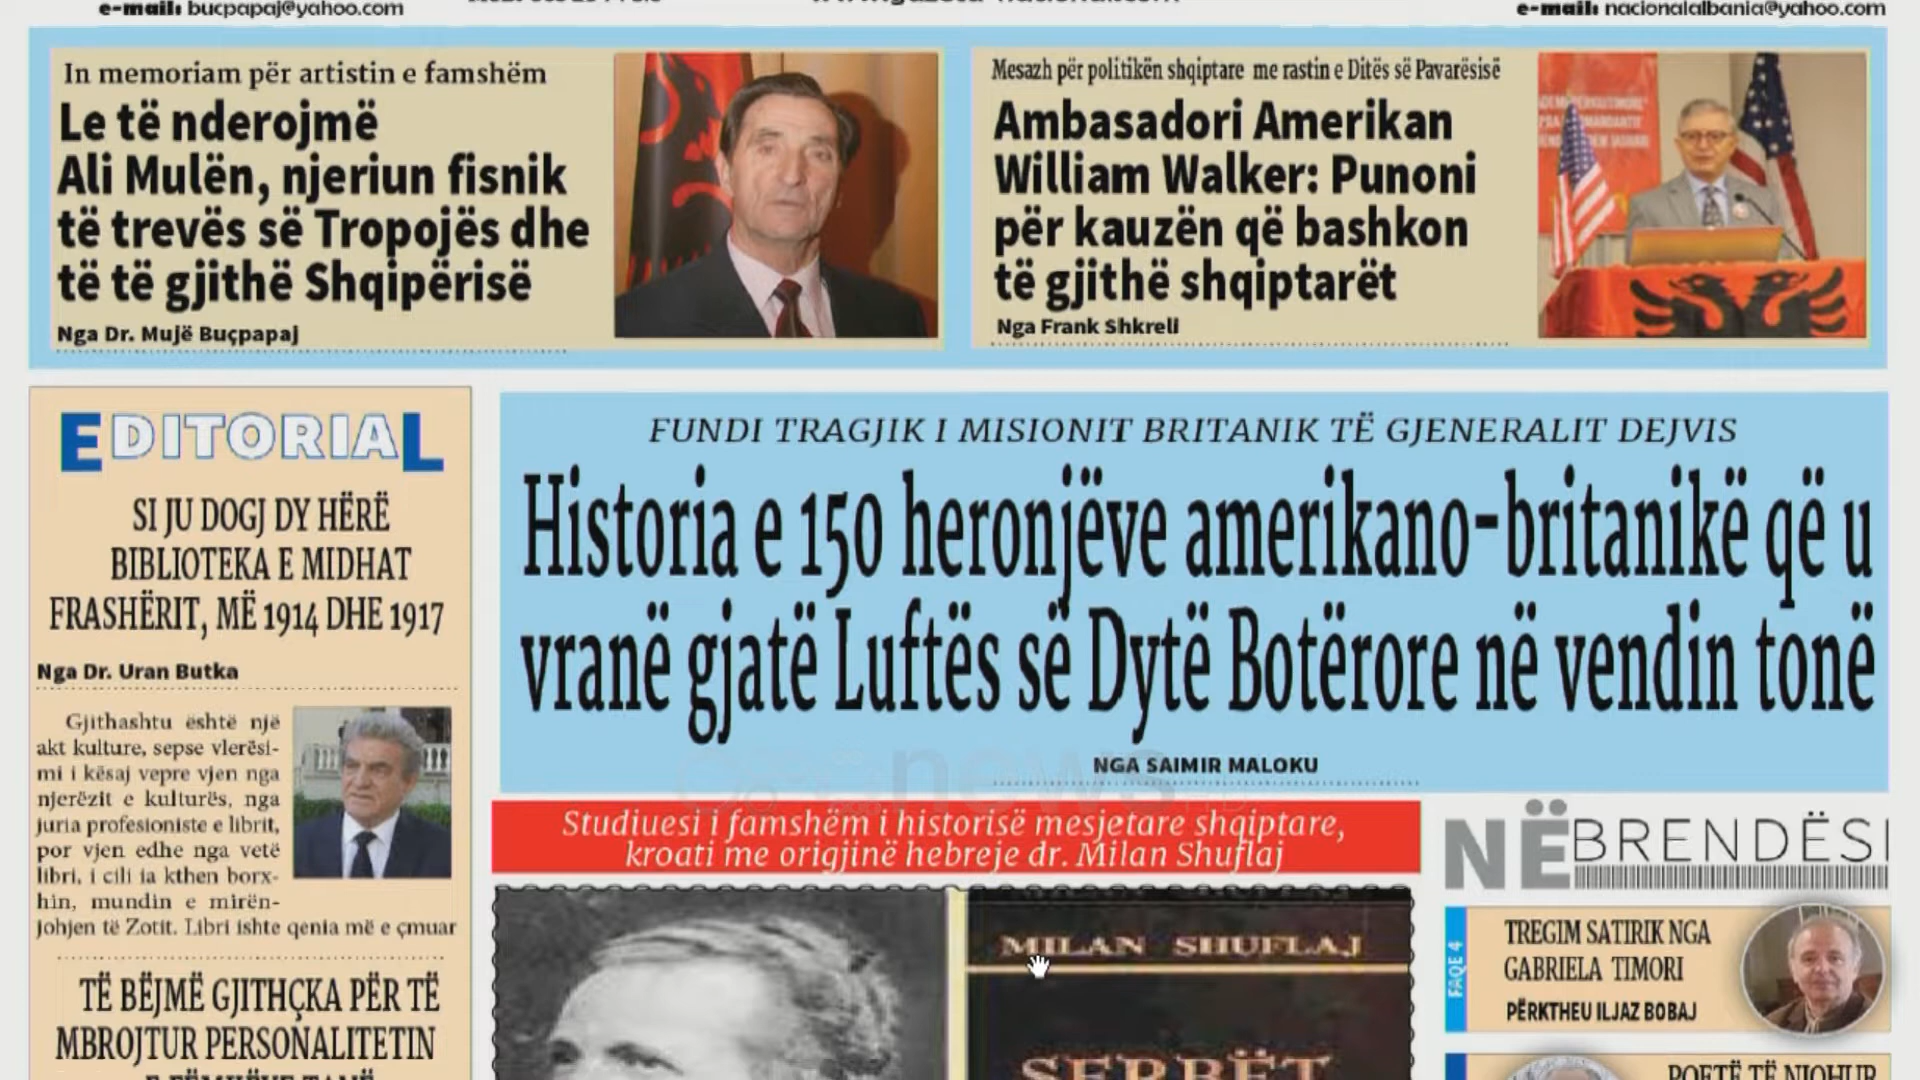 e-mail: bucpapaj@yahoo.com
e-mail: nacionalalbania@yahoo.com
In memoriam për artistin e famshëm
Le të nderojmë
Ali Mulën, njeriun fisnik
të trevës së Tropojës dhe
të të gjithë Shqipërisë
Nga Dr. Mujë Buçpapaj
Mesazh për politikën shqiptare me rastin e Ditës së Pavarësisë
Ambasadori Amerikan
William Walker: Punoni
për kauzën që bashkon
të gjithë shqiptarët
Nga Frank Shkreli
EDITORIAL
SI JU DOGJ DY HËRË
BIBLIOTEKA E MIDHAT
FRASHËRIT, MË 1914 DHE 1917
Nga Dr. Uran Butka
Gjithashtu është një
akt kulture, sepse vlerësi-
mi i kësaj vepre vjen nga
njerëzit e kulturës, nga
juria profesioniste e librit,
por vjen edhe nga vetë
libri, i cili ia kthen borx-
hin, mundin e mirën-
johjen të Zotit. Libri ishte qenia më e çmuar
TË BËJMË GJITHÇKA PËR TË
MBROJTUR PERSONALITETIN
E FËMIJËVE TANË
FUNDI TRAGJIK I MISIONIT BRITANIK TË GJENERALIT DEJVIS
Historia e 150 heronjëve amerikano-britanikë që u
vranë gjatë Luftës së Dytë Botërore në vendin tonë
NGA SAIMIR MALOKU
news
Studiuesi i famshëm i historisë mesjetare shqiptare,
kroati me origjinë hebreje dr. Milan Shuflaj
MILAN SHUFLAJ
SERBËT
NË BRENDËSI
FAQE 4
TREGIM SATIRIK NGA
GABRIELA TIMORI
PËRKTHEU ILJAZ BOBAJ
POETË TË NJOHUR